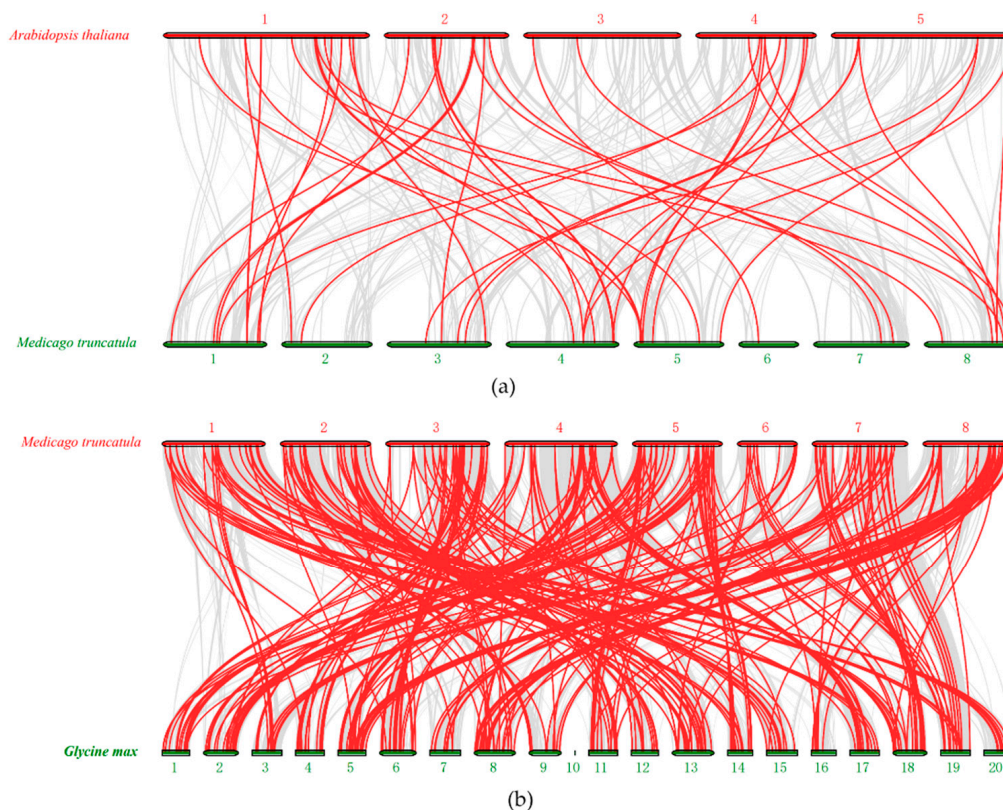 1 2 3 4 5
Arabidopsis thaliana
Medicago truncatula
1 2 3 4 5 6 7 8
(a)
1 2 3 4 5 6 7 8
Medicago truncatula
Glycine max
1 2 3 4 5 6 7 8 9 10 11 12 13 14 15 16 17 18 19 20
(b)